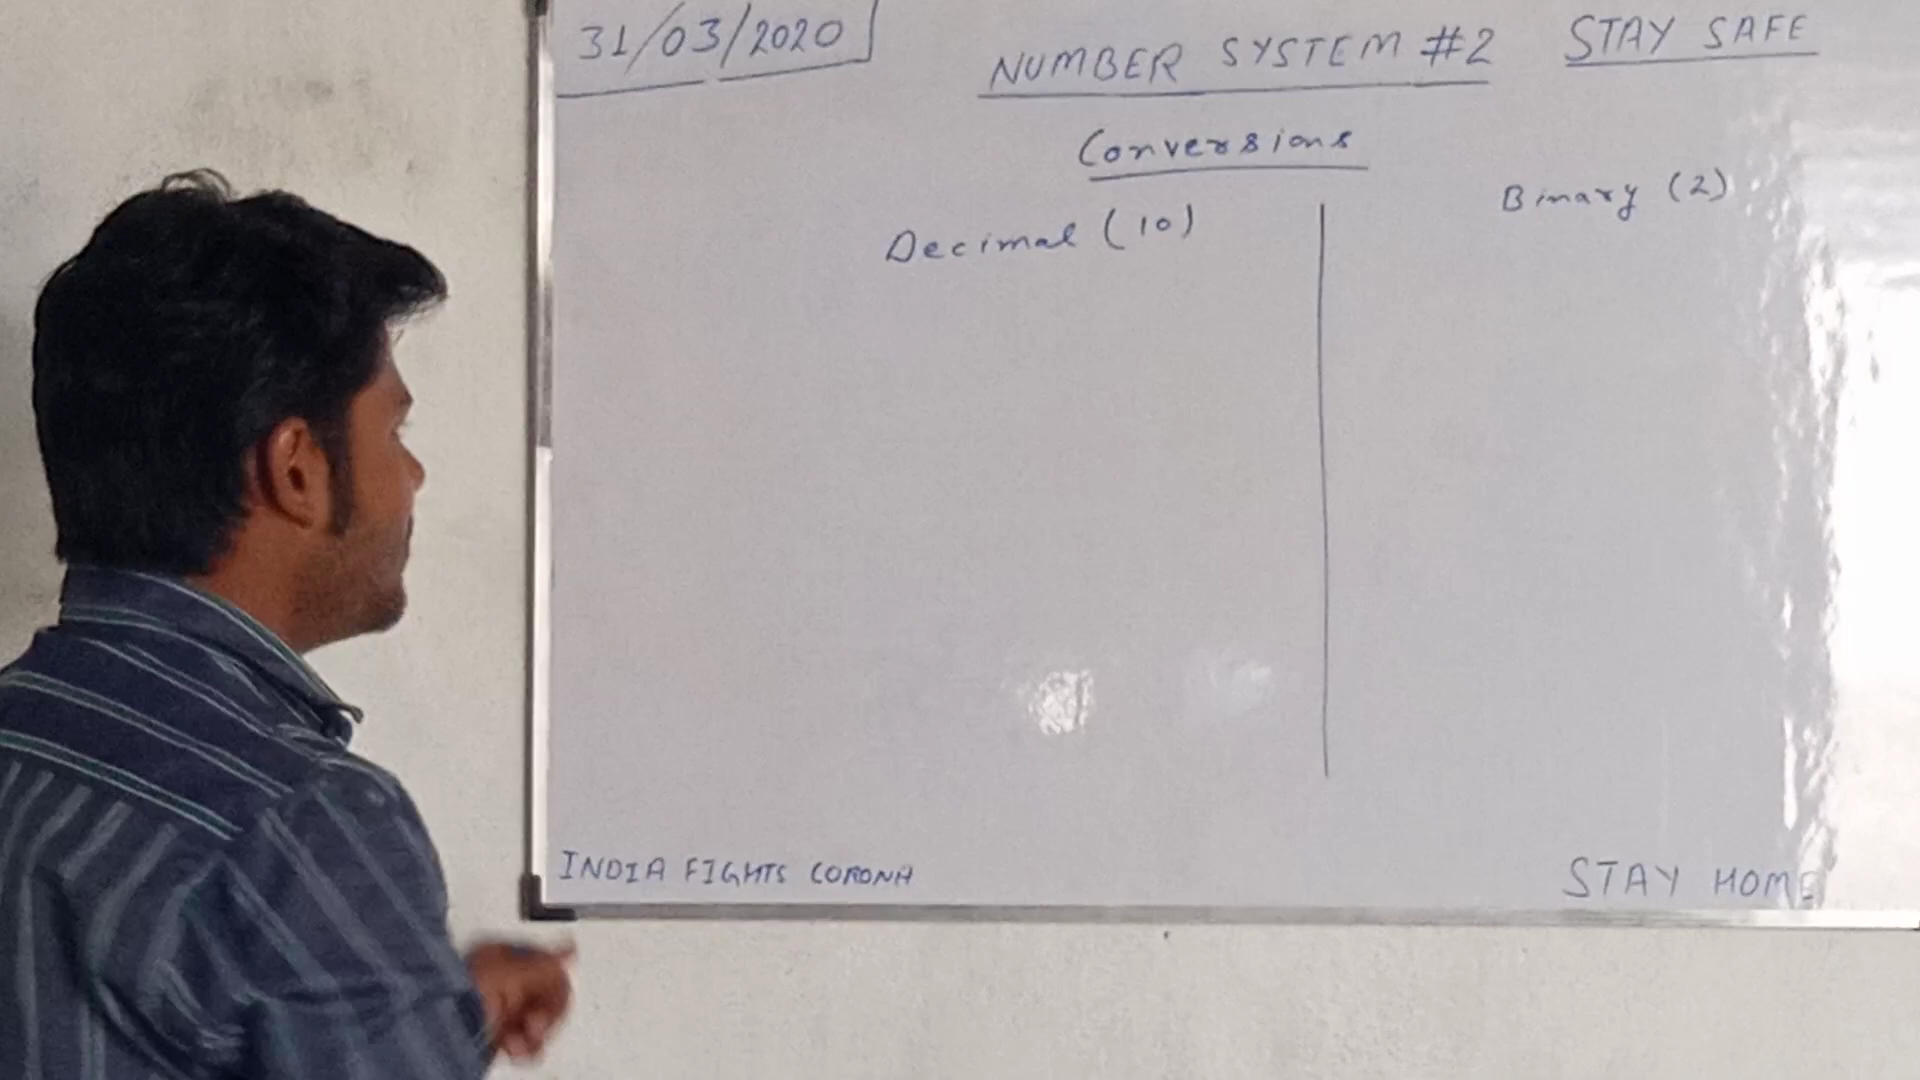 31/03/2020
NUMBER SYSTEM #2
STAY SAFE
Conversions
Decimal (10)
Binary (2)
INDIA FIGHTS CORONA
STAY HOME